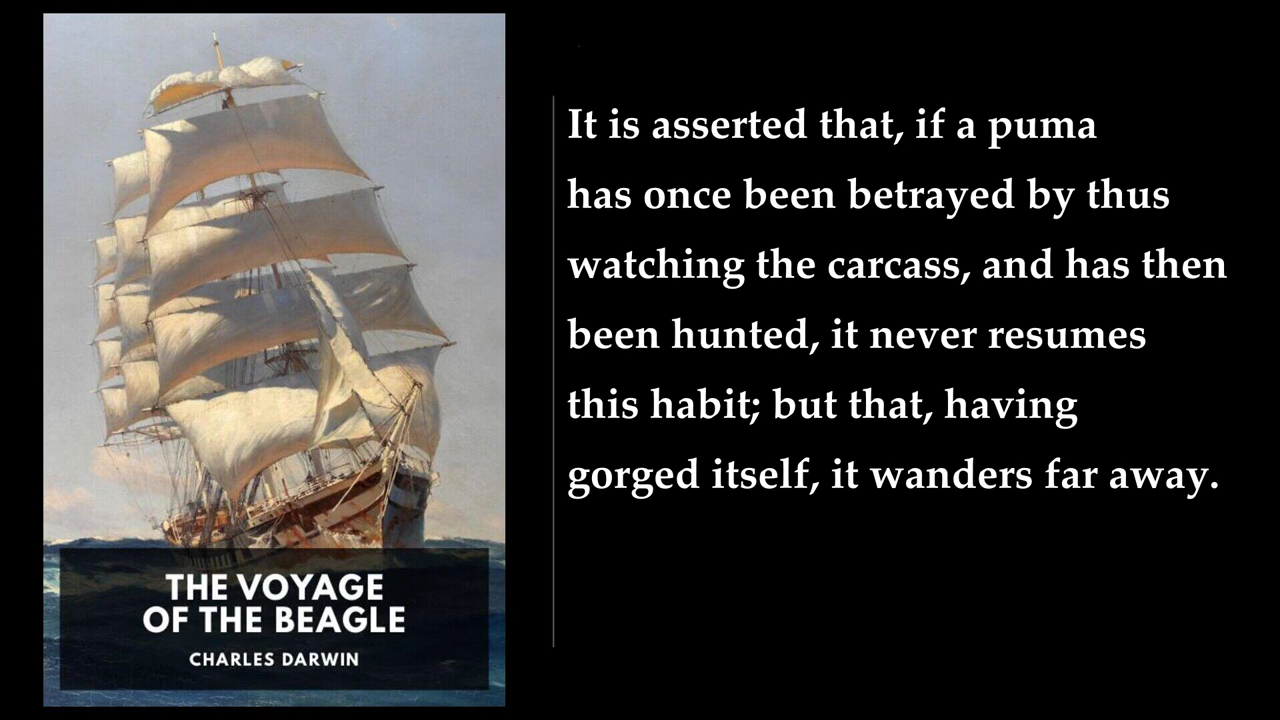 THE VOYAGE
OF THE BEAGLE
CHARLES DARWIN
It is asserted that, if a puma
has once been betrayed by thus
watching the carcass, and has then
been hunted, it never resumes
this habit; but that, having
gorged itself, it wanders far away.